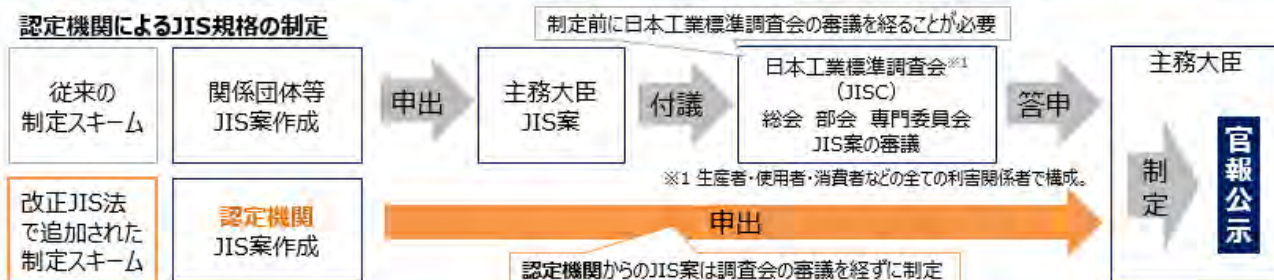 認定機関によるJIS規格の制定
制定前に日本工業標準調査会の審議を経ることが必要
従来の
制定スキーム
関係団体等
JIS案作成
申出
主務大臣
JIS案
付議
日本工業標準調査会※1
(JISC)
総会 部会 専門委員会
JIS案の審議
答申
主務大臣
制定
官報公示
※1 生産者・使用者・消費者などの全ての利害関係者で構成。
改正JIS法
で追加された
制定スキーム
認定機関
JIS案作成
申出
認定機関からのJIS案は調査会の審議を経ずに制定